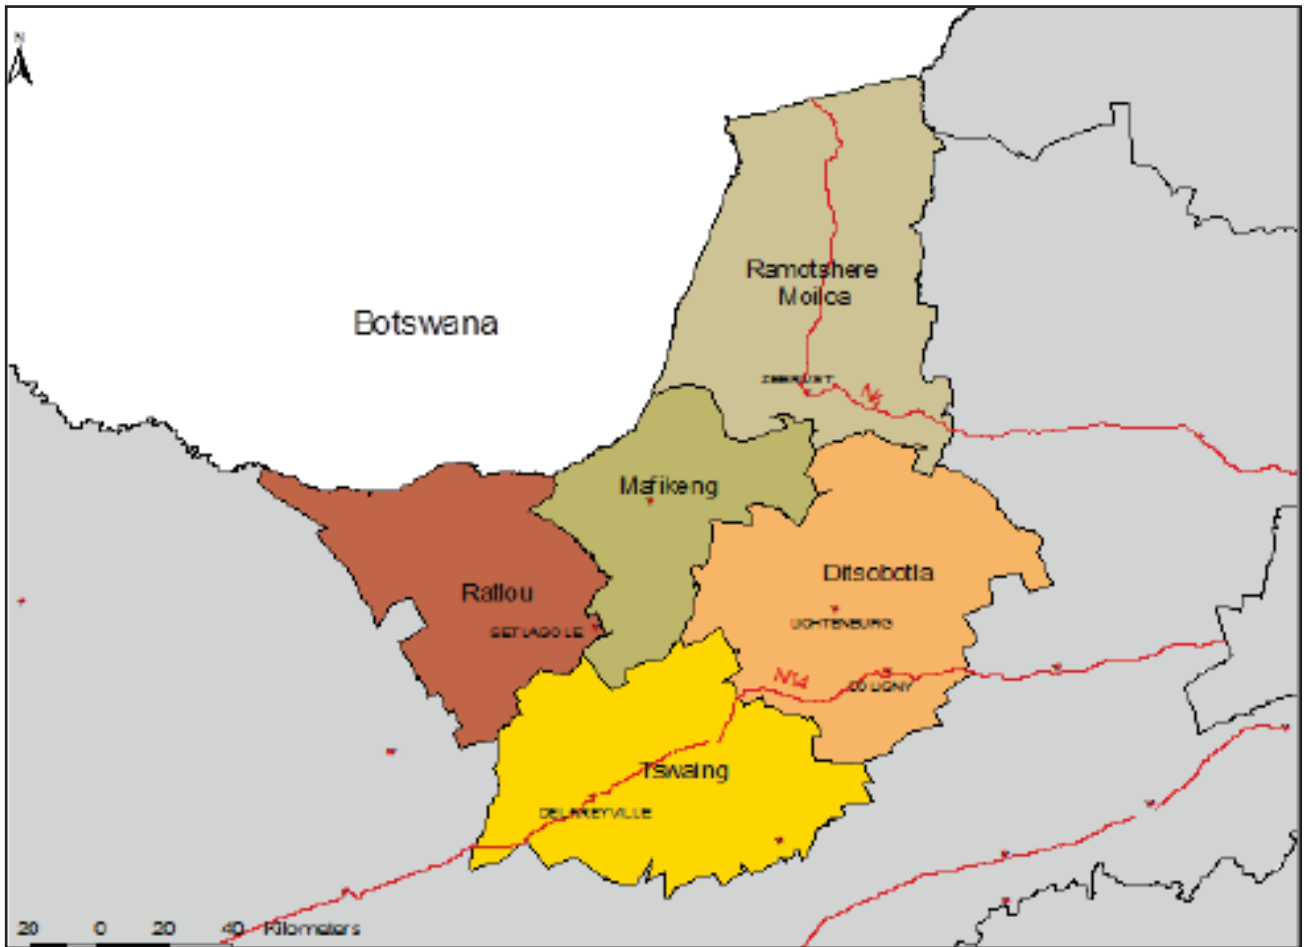 N
Ramotshere
Moiloa
Botswana
ZEERUST
N4
Mafikeng
Ditsobotla
Ratlou
LICHTENBURG
SETLAGOLE
N14
COLIGNY
Tswaing
DELAREYVILLE
20 0 20 40 Kilometers